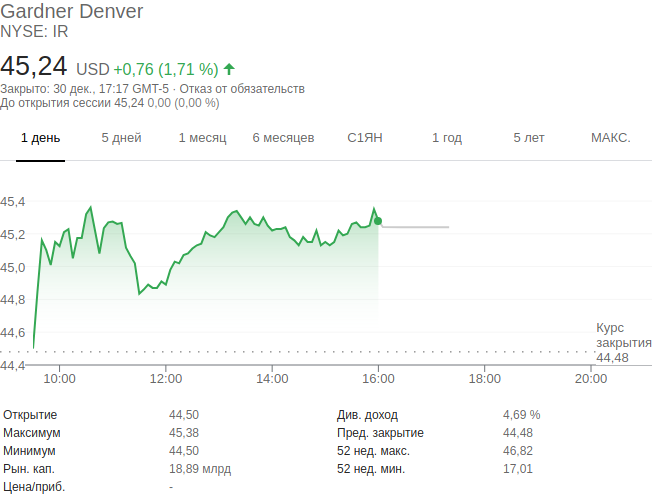 Gardner Denver
NYSE: IR
45,24 USD +0,76 (1,71 %)
Закрыто: 30 дек., 17:17 GMT-5 · Отказ от обязательств
До открытия сессии 45,24 0,00 (0,00 %)
1 день 5 дней 1 месяц 6 месяцев С1ЯН 1 год 5 лет МАКС.
45,4
45,2
45,0
44,8
44,6
44,4
Курс
закрытия
44,48
10:00 12:00 14:00 16:00 18:00 20:00
Открытие 44,50 Див. доход 4,69 %
Максимум 45,38 Пред. закрытие 44,48
Минимум 44,50 52 нед. макс. 46,82
Рын. кап. 18,89 млрд 52 нед. мин. 17,01
Цена/приб. -